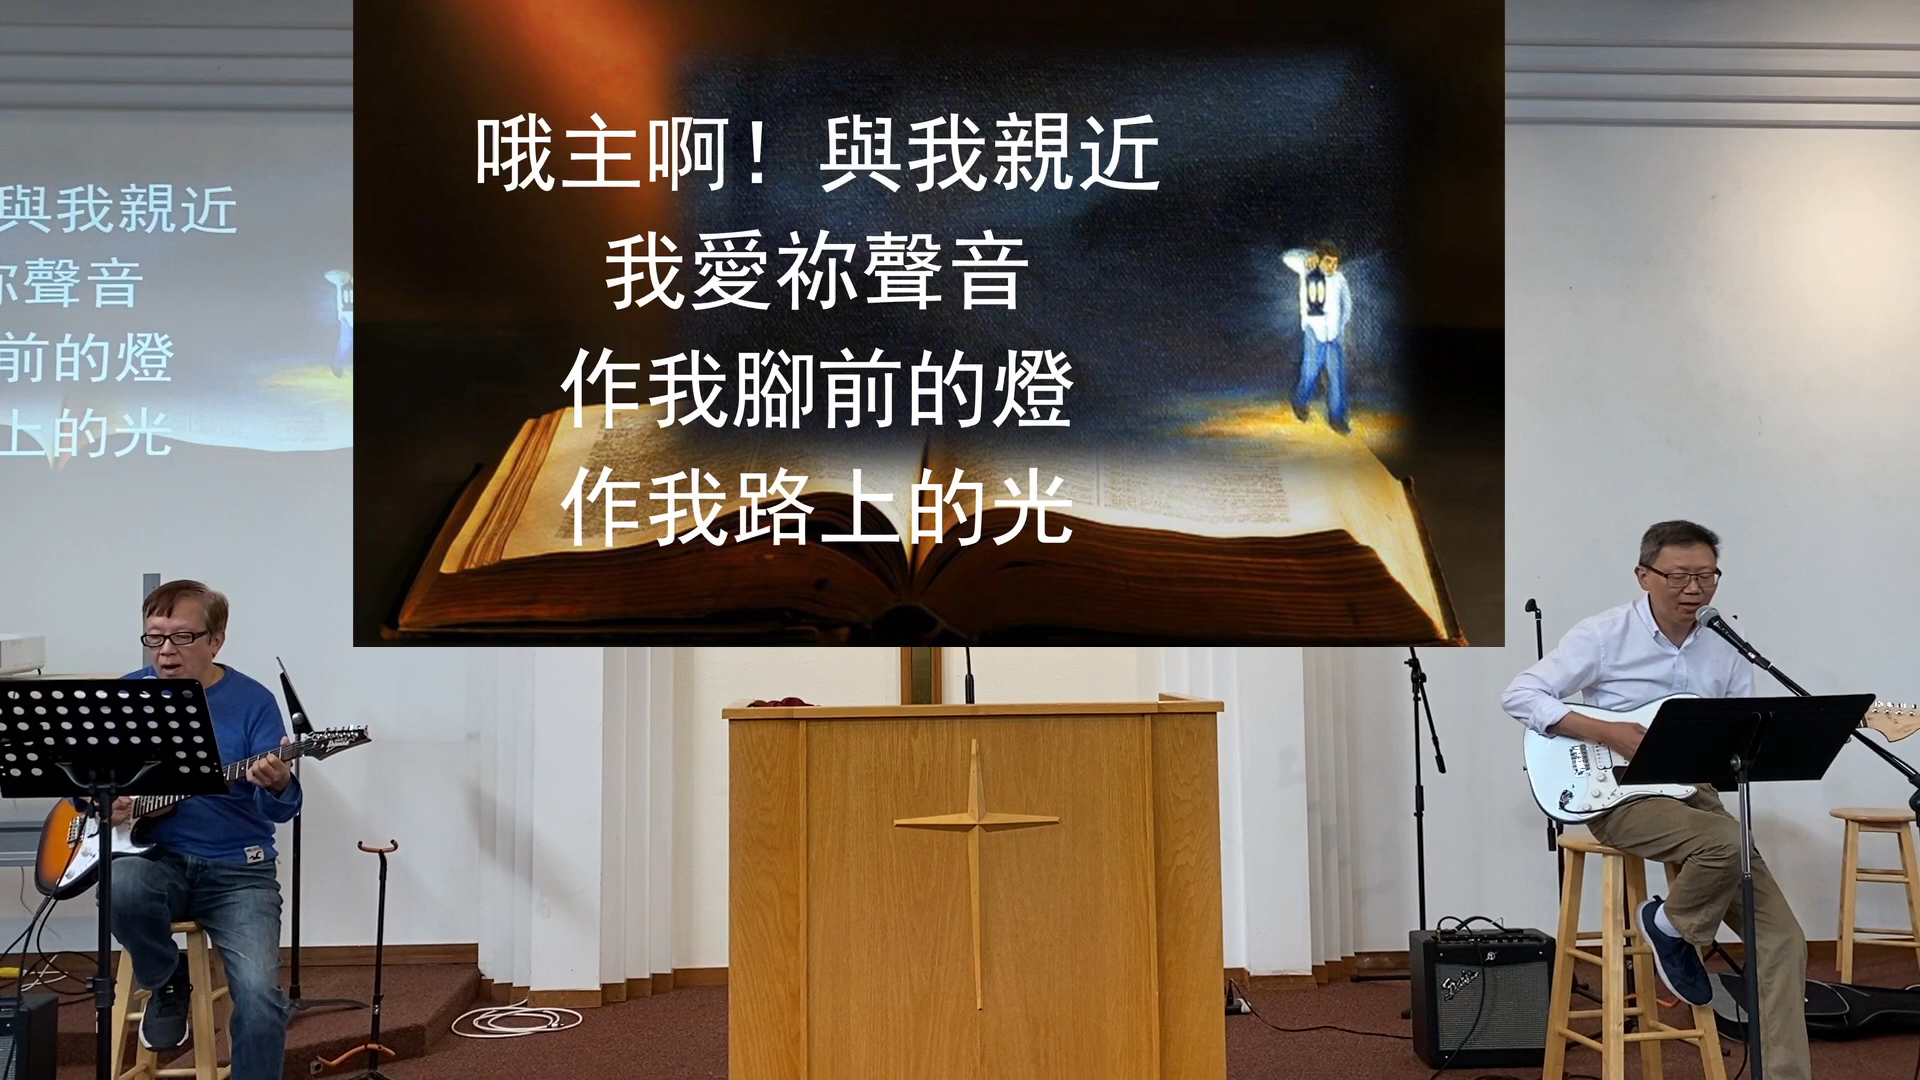 哦主啊！與我親近
我愛祢聲音
作我腳前的燈
作我路上的光
與我親近
聲音
前的燈
上的光
Fender